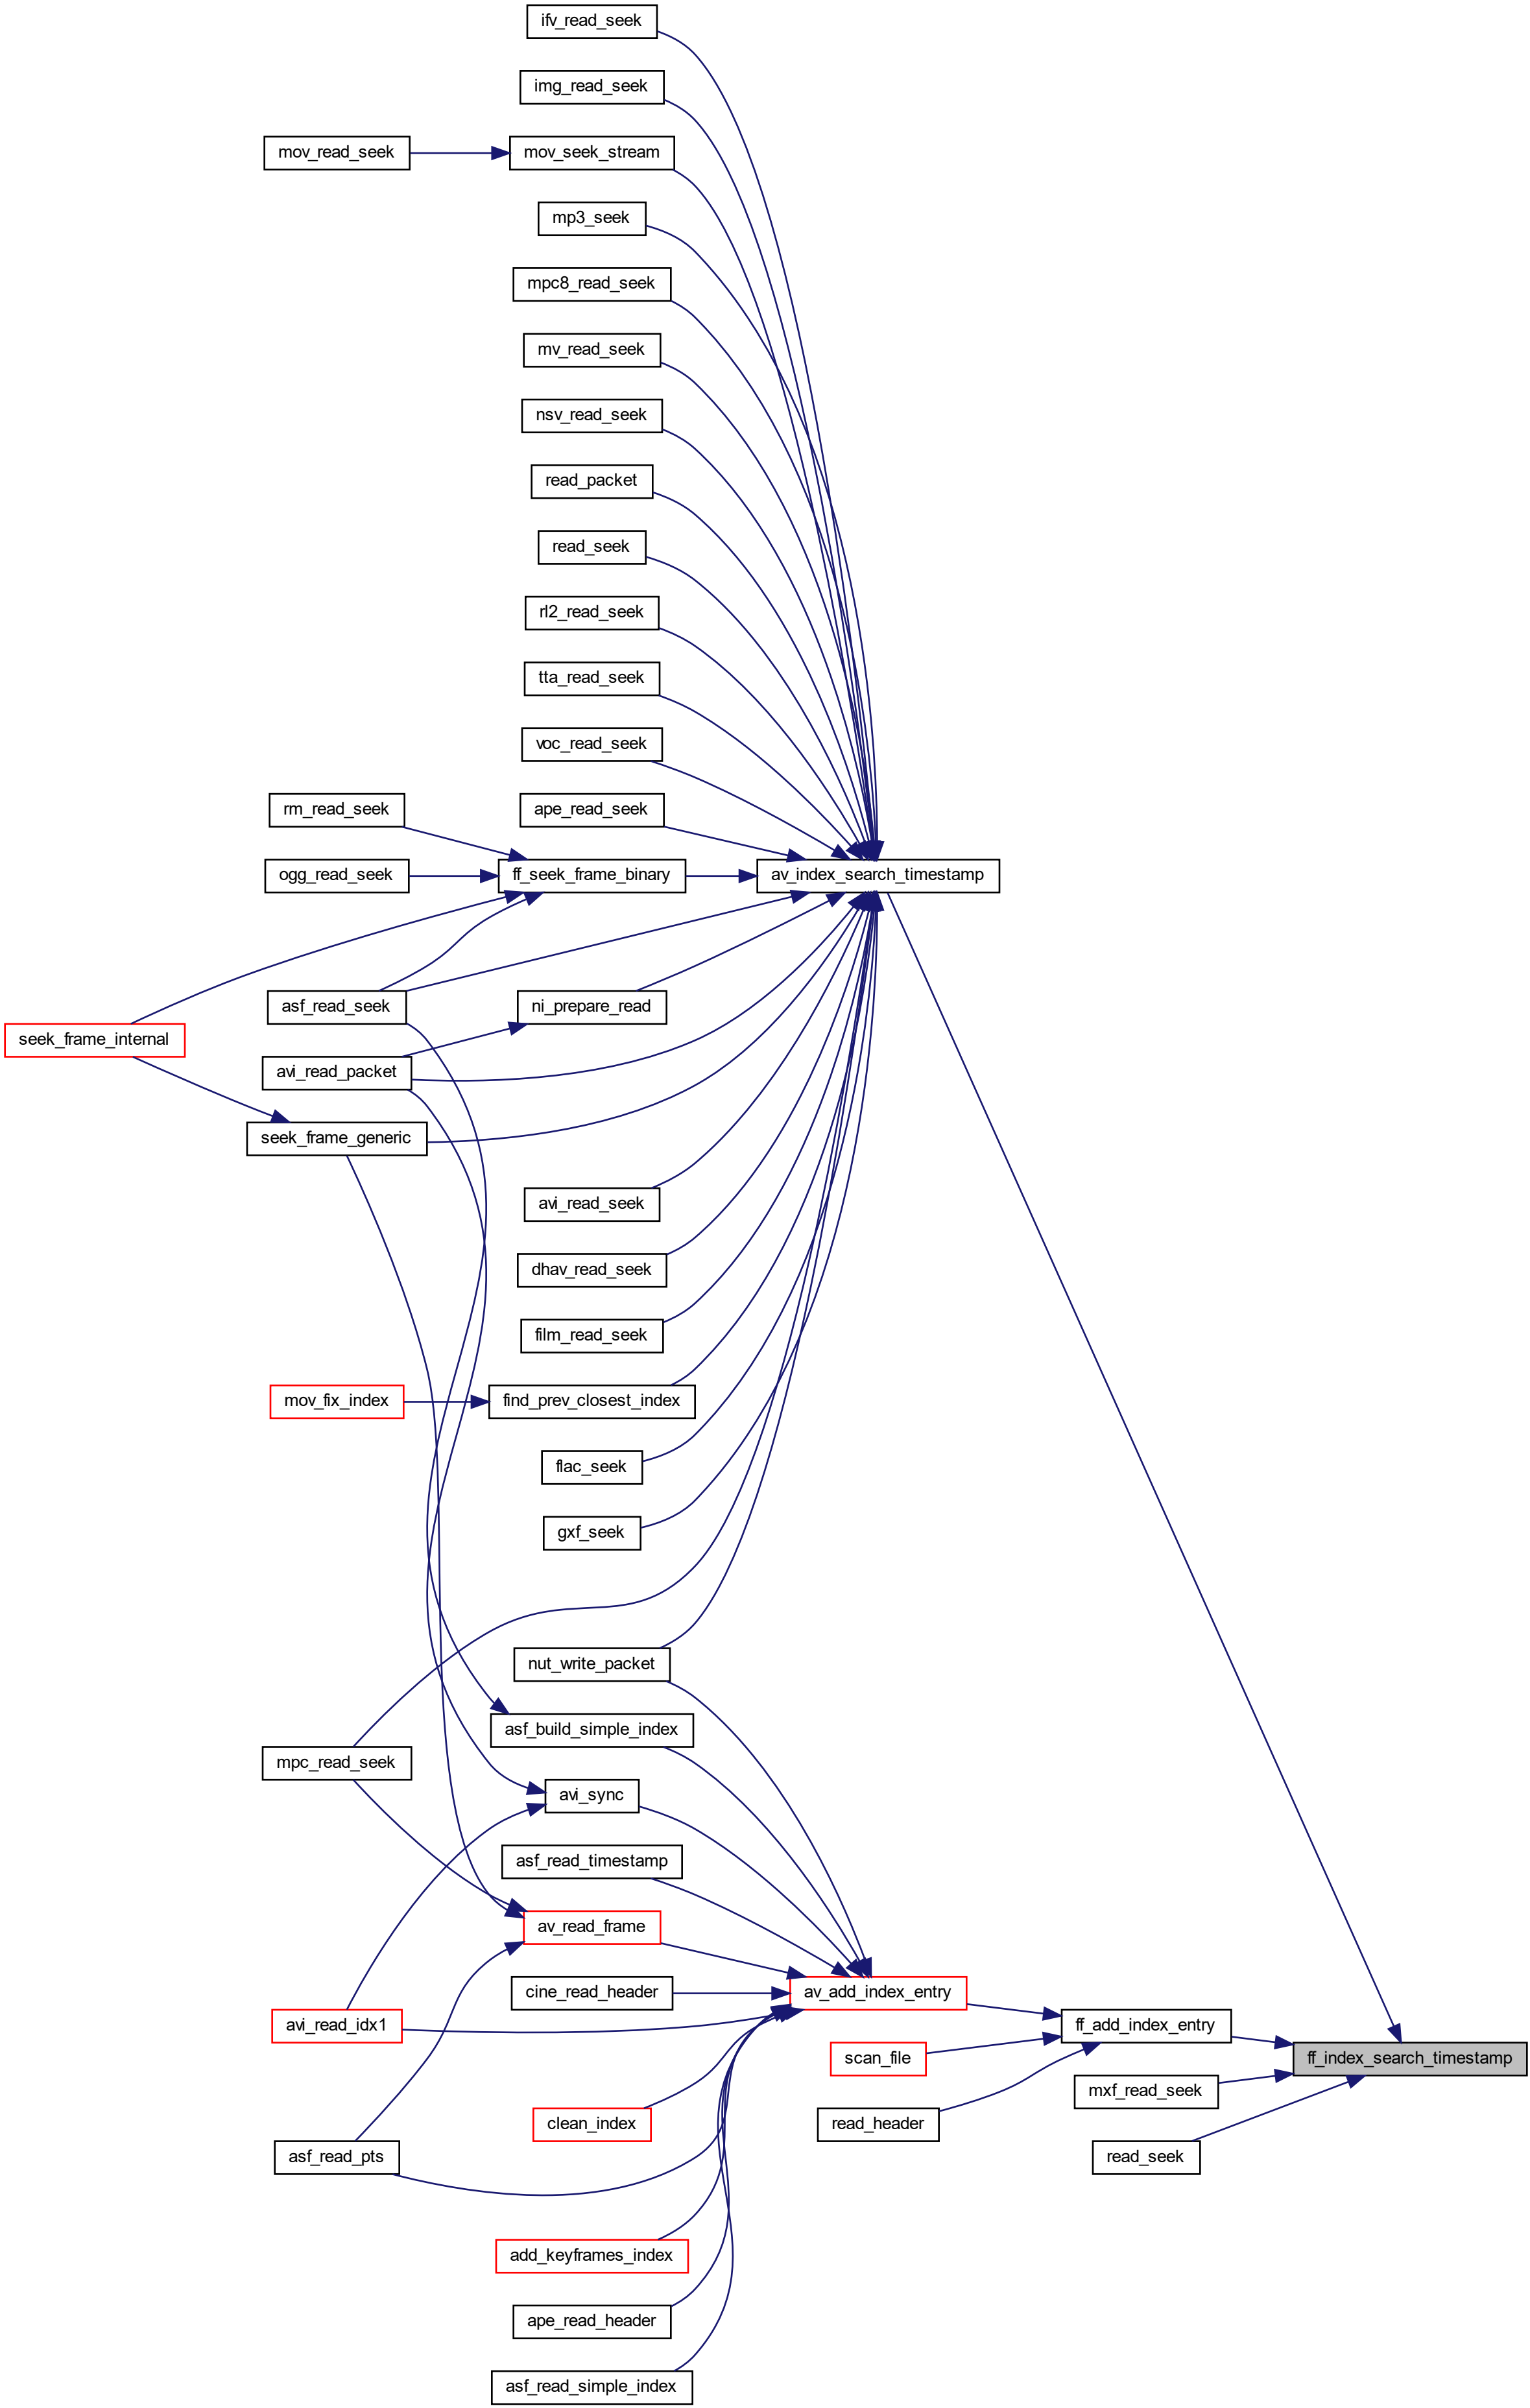 ifv_read_seek
img_read_seek
mov_read_seek
mov_seek_stream
mp3_seek
mpc8_read_seek
mv_read_seek
nsv_read_seek
read_packet
read_seek
rl2_read_seek
tta_read_seek
voc_read_seek
rm_read_seek
ape_read_seek
ogg_read_seek
ff_seek_frame_binary
av_index_search_timestamp
asf_read_seek
ni_prepare_read
seek_frame_internal
avi_read_packet
seek_frame_generic
avi_read_seek
dhav_read_seek
film_read_seek
mov_fix_index
find_prev_closest_index
flac_seek
gxf_seek
nut_write_packet
asf_build_simple_index
mpc_read_seek
avi_sync
asf_read_timestamp
av_read_frame
cine_read_header
av_add_index_entry
avi_read_idx1
ff_add_index_entry
scan_file
ff_index_search_timestamp
mxf_read_seek
clean_index
read_header
asf_read_pts
read_seek
add_keyframes_index
ape_read_header
asf_read_simple_index